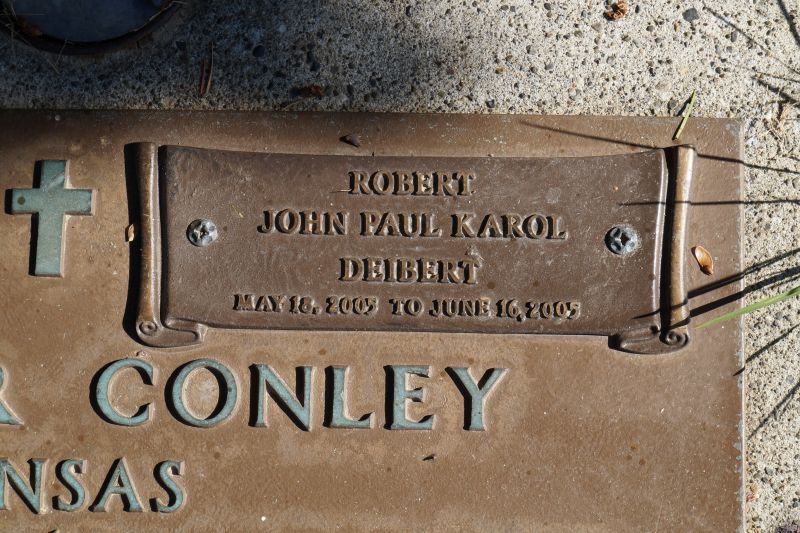 ROBERT
JOHN PAUL KAROL
DEIBERT
MAY 18, 2005 TO JUNE 16, 2005
CONLEY
NSAS